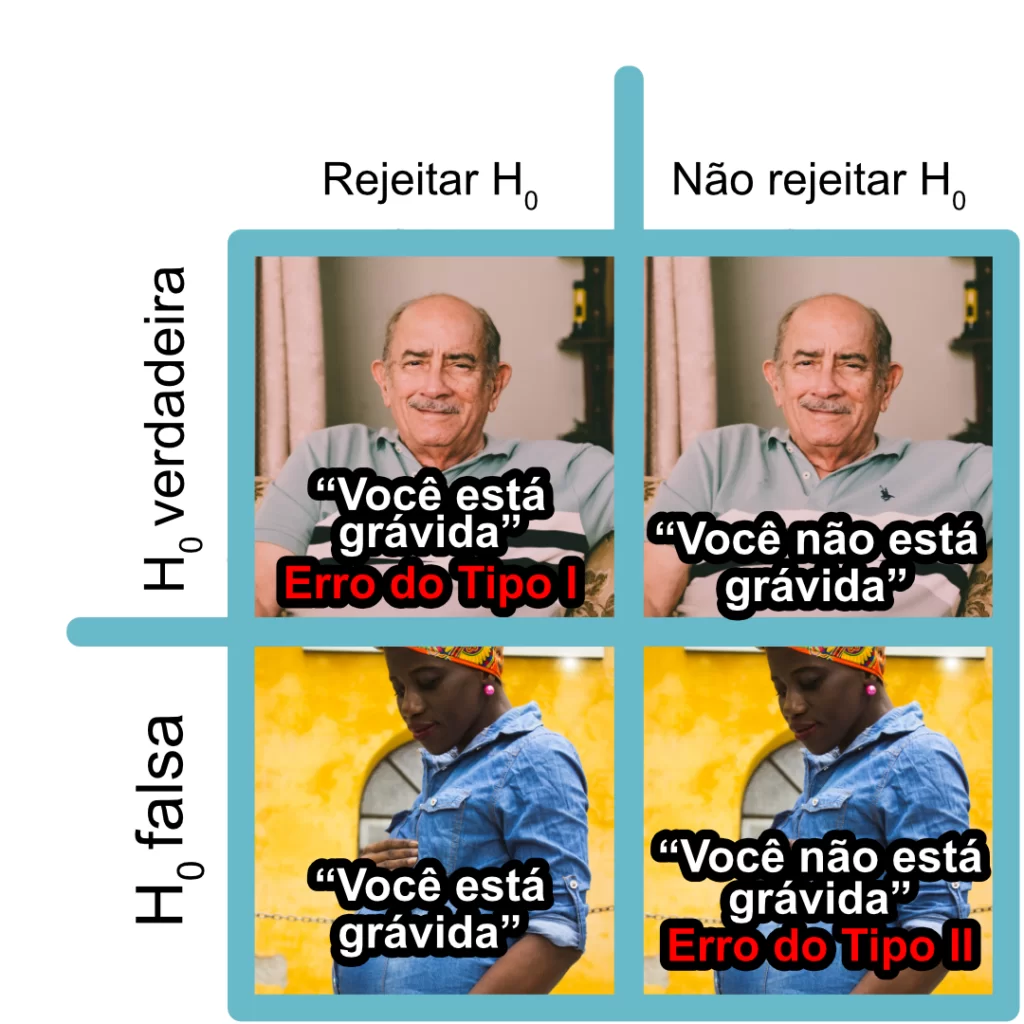 Rejeitar H₀
Não rejeitar H₀
H₀ verdadeira
“Você está
grávida”
Erro do Tipo I
“Você não está
grávida”
H₀ falsa
“Você está
grávida”
“Você não está
grávida”
Erro do Tipo II